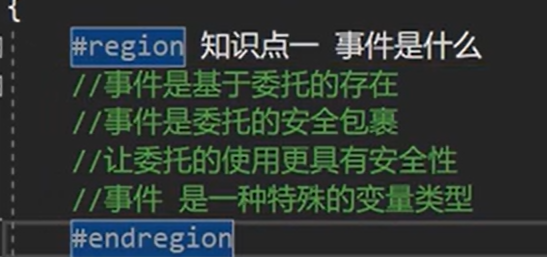 {
#region 知识点一 事件是什么
//事件是基于委托的存在
//事件是委托的安全包裹
//让委托的使用更具有安全性
//事件 是一种特殊的变量类型
#endregion